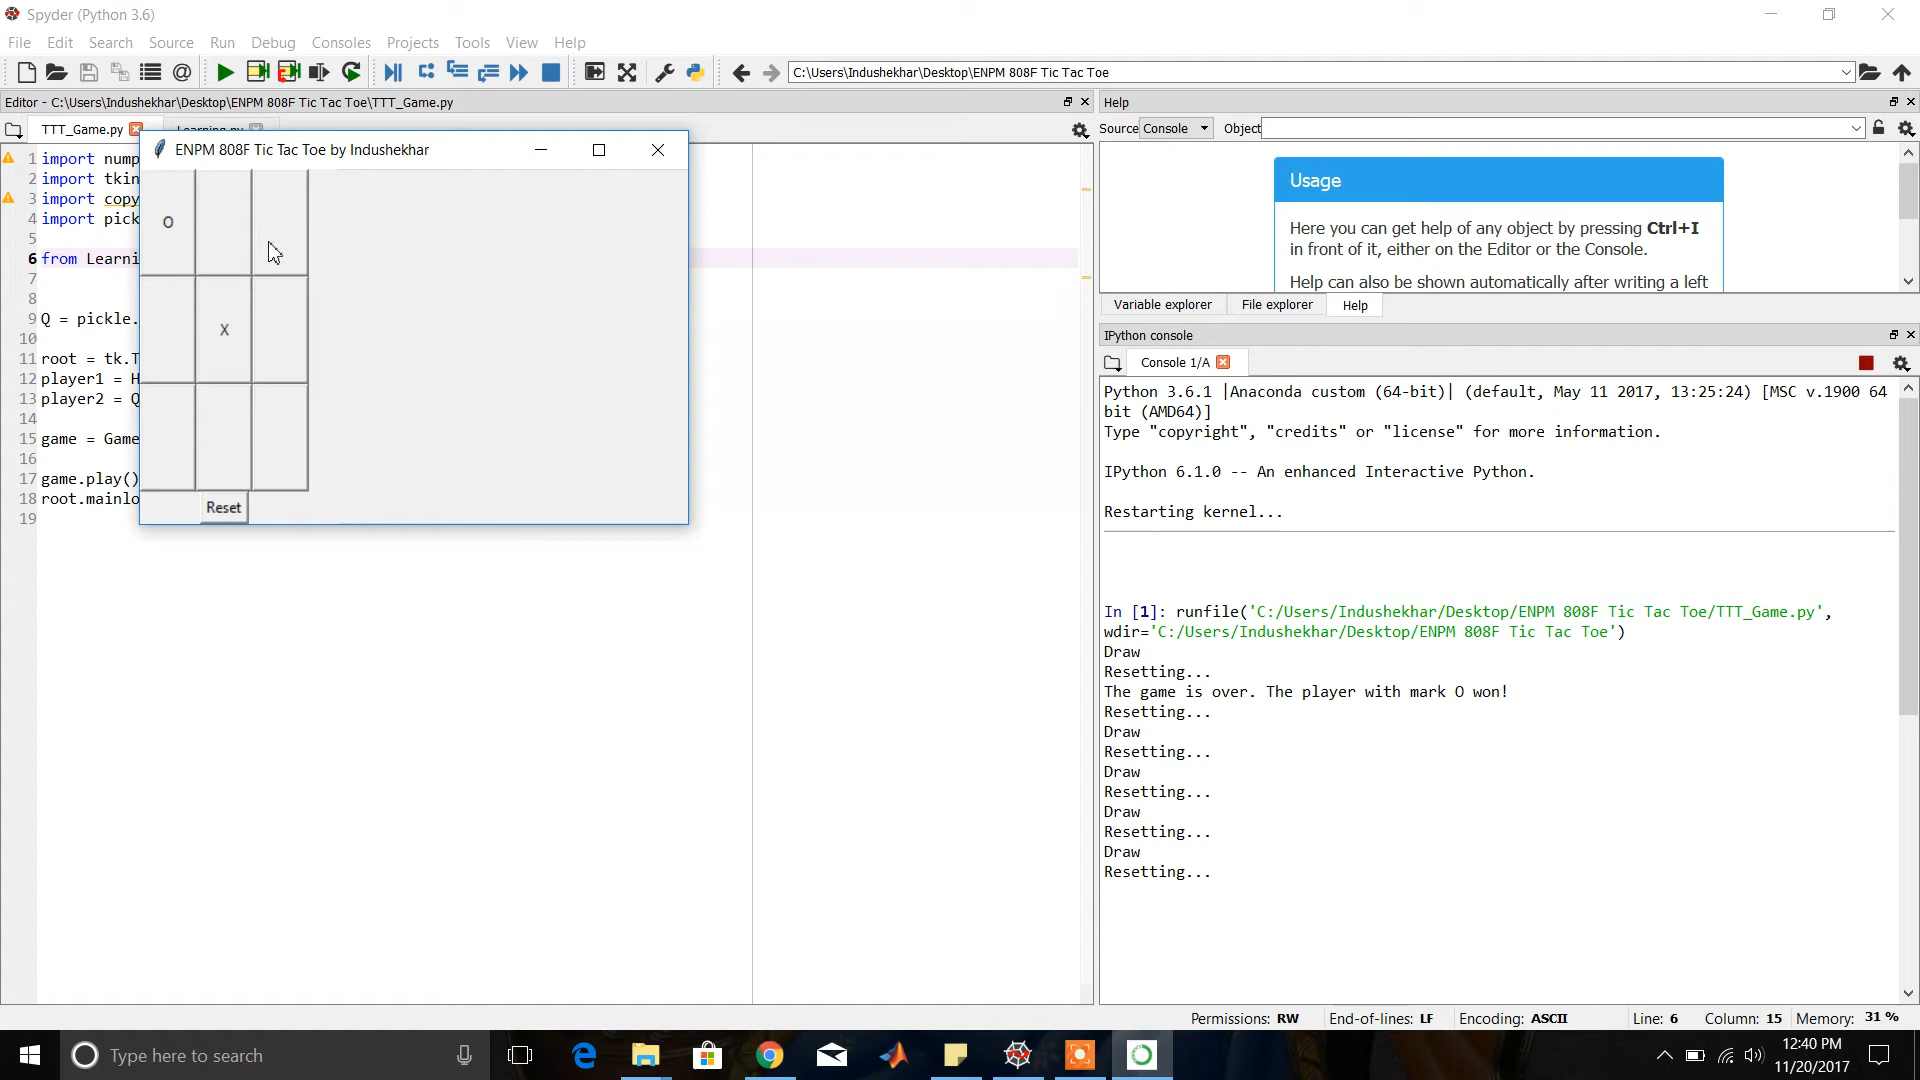 Spyder (Python 3.6)
File Edit Search Source Run Debug Consoles Projects Tools View Help
C:\Users\Indushekhar\Desktop\ENPM 808F Tic Tac Toe
Editor - C:\Users\Indushekhar\Desktop\ENPM 808F Tic Tac Toe\TTT_Game.py
TTT_Game.py
ENPM 808F Tic Tac Toe by Indushekhar
1 import nump
2 import tkin
3 import copy
4 import pick
5
6 from Learni
7
8
9 Q = pickle.
10
11 root = tk.T
12 player1 = H
13 player2 = Q
14
15 game = Game
16
17 game.play()
18 root.mainlo
19
O
X
Reset
Help
Source Console Object
Usage
Here you can get help of any object by pressing Ctrl+I
in front of it, either on the Editor or the Console.
Help can also be shown automatically after writing a left
Variable explorer File explorer Help
IPython console
Console 1/A
Python 3.6.1 |Anaconda custom (64-bit)| (default, May 11 2017, 13:25:24) [MSC v.1900 64
bit (AMD64)]
Type "copyright", "credits" or "license" for more information.
IPython 6.1.0 -- An enhanced Interactive Python.
Restarting kernel...
In [1]: runfile('C:/Users/Indushekhar/Desktop/ENPM 808F Tic Tac Toe/TTT_Game.py',
wdir='C:/Users/Indushekhar/Desktop/ENPM 808F Tic Tac Toe')
Draw
Resetting...
The game is over. The player with mark O won!
Resetting...
Draw
Resetting...
Draw
Resetting...
Draw
Resetting...
Draw
Resetting...
Permissions: RW End-of-lines: LF Encoding: ASCII Line: 6 Column: 15 Memory: 31 %
Type here to search
12:40 PM
11/20/2017